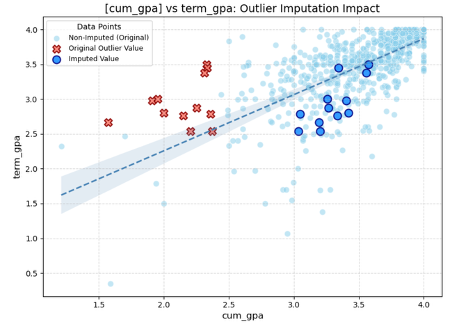 [cum_gpa] vs term_gpa: Outlier Imputation Impact
Data Points
Non-Imputed (Original)
Original Outlier Value
Imputed Value
term_gpa
4.0
3.5
3.0
2.5
2.0
1.5
1.0
0.5
1.5 2.0 2.5 3.0 3.5 4.0
cum_gpa